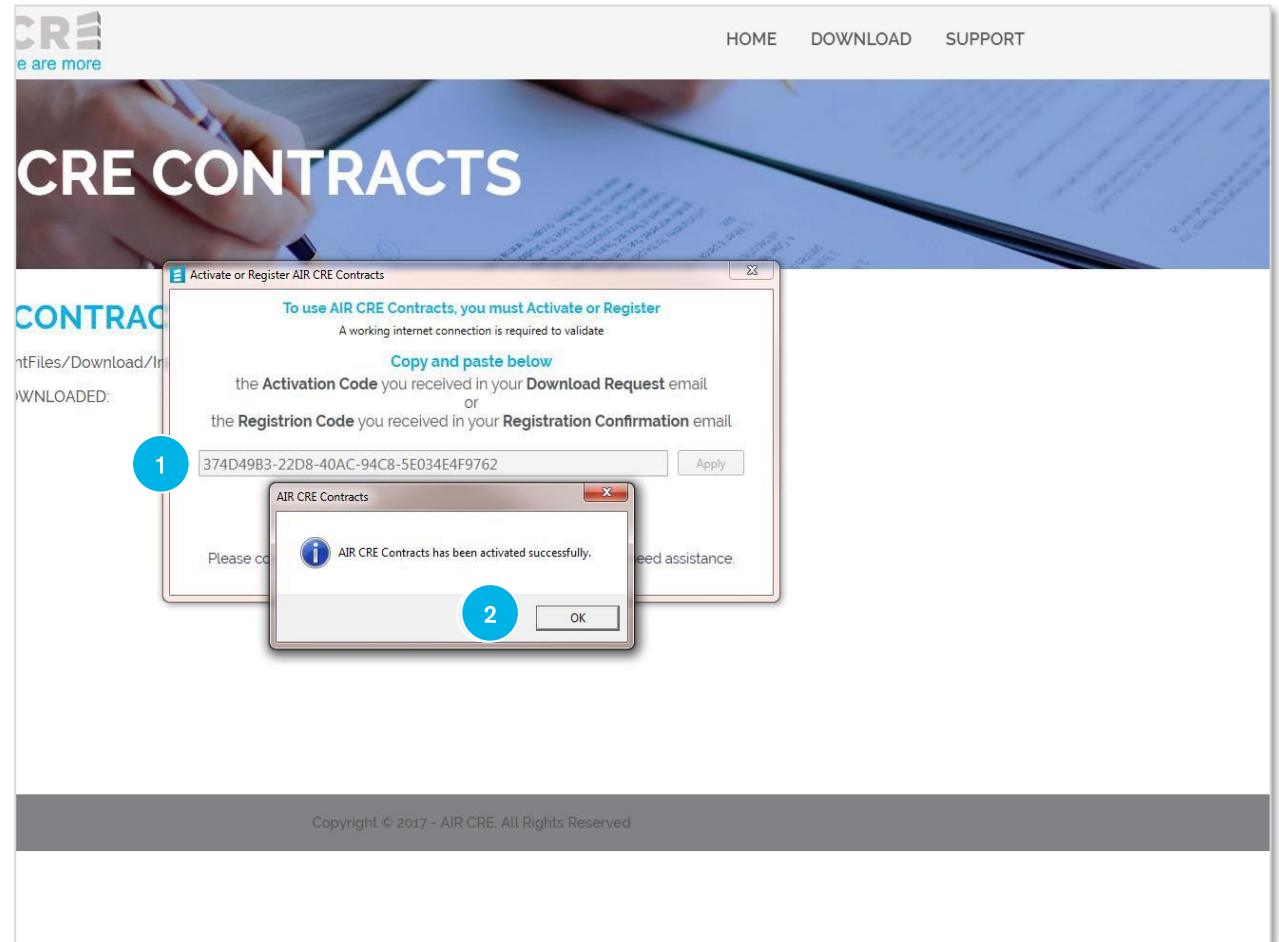 CRE
e are more
HOME DOWNLOAD SUPPORT
CRE CONTRACTS
Activate or Register AIR CRE Contracts
CONTRAC
To use AIR CRE Contracts, you must Activate or Register
A working internet connection is required to validate
ntFiles/Download/In
Copy and paste below
OWNLOADED:
the Activation Code you received in your Download Request email
or
the Registrion Code you received in your Registration Confirmation email
1
374D49B3-22D8-40AC-94C8-5E034E4F9762
Apply
AIR CRE Contracts
AIR CRE Contracts has been activated successfully.
Please co
eed assistance.
2
OK
Copyright © 2017 - AIR CRE. All Rights Reserved